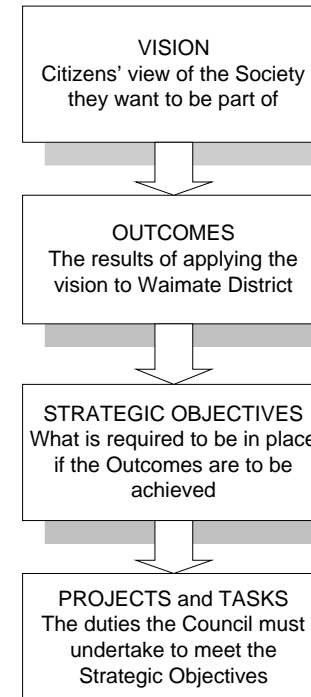 VISION
Citizens' view of the Society
they want to be part of
OUTCOMES
The results of applying the
vision to Waimate District
STRATEGIC OBJECTIVES
What is required to be in place
if the Outcomes are to be
achieved
PROJECTS and TASKS
The duties the Council must
undertake to meet the
Strategic Objectives